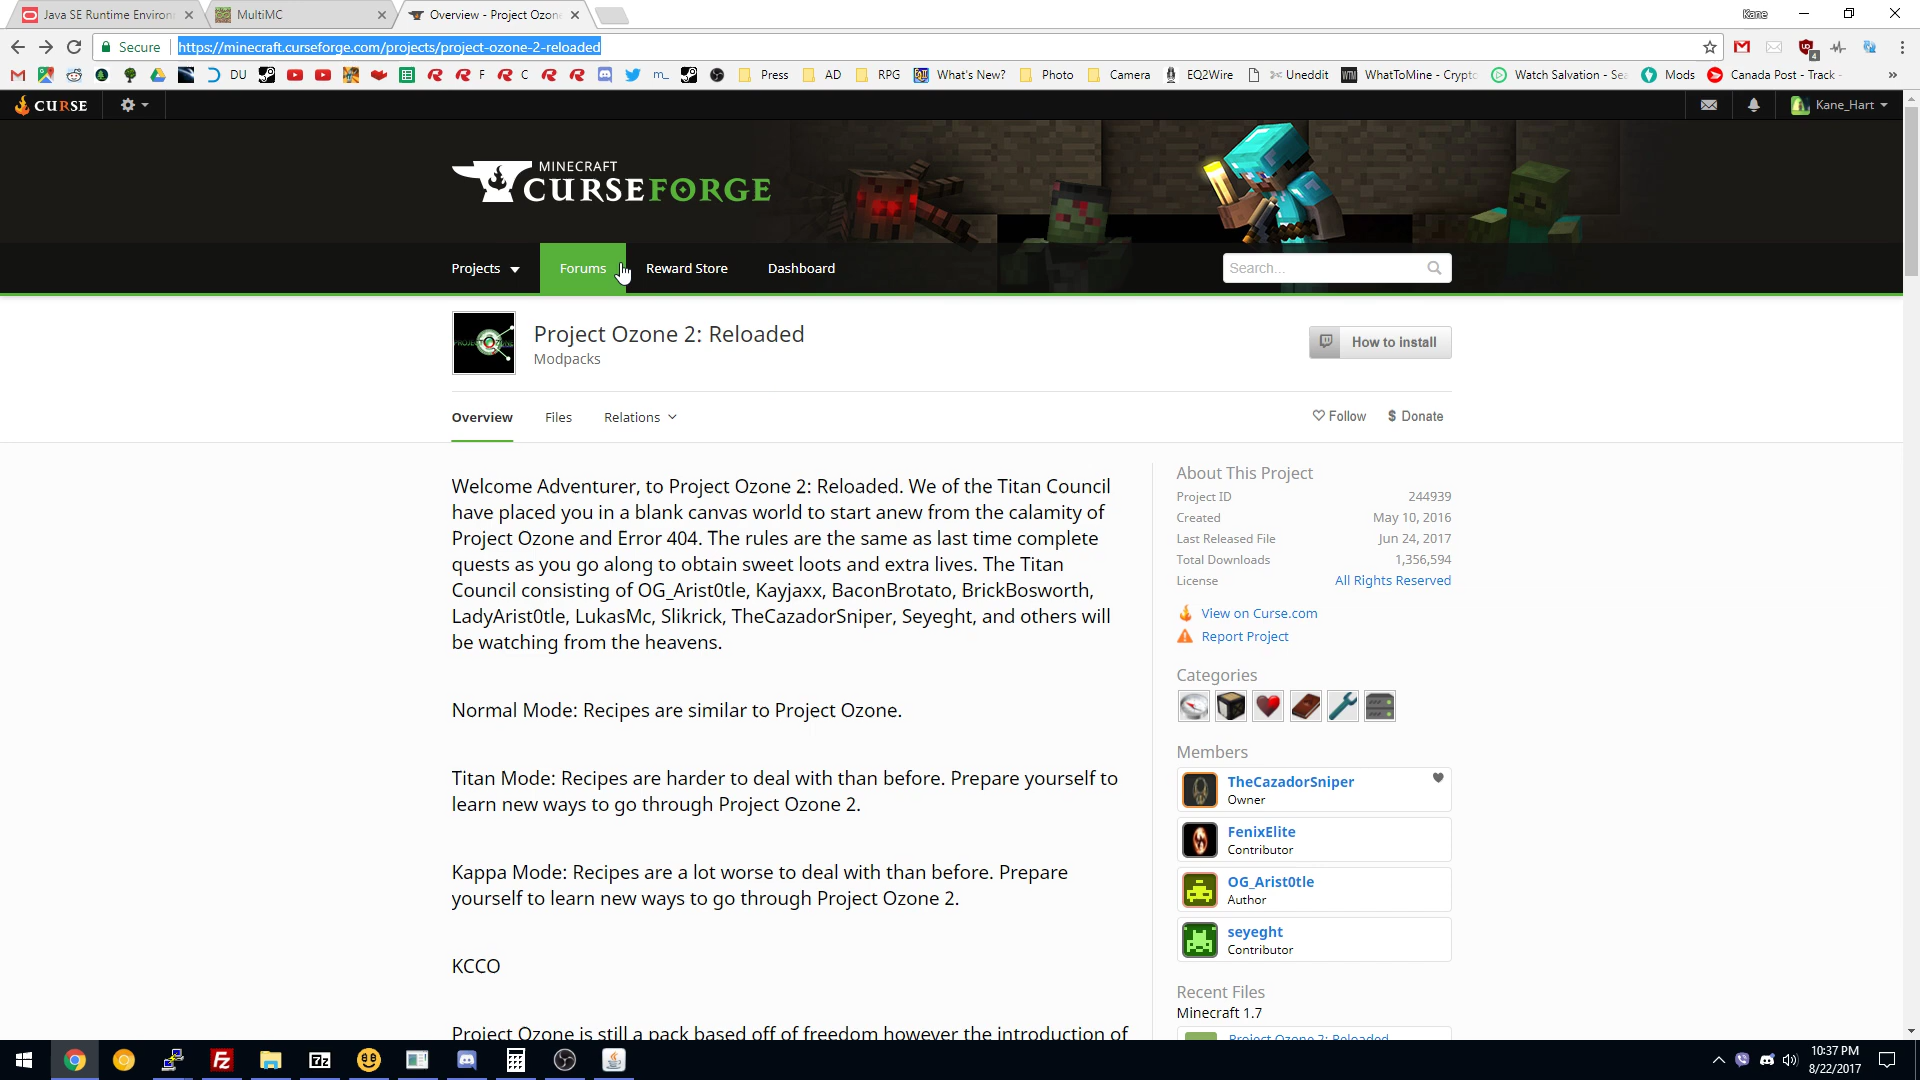 Java SE Runtime Environ
MultiMC
Overview - Project Ozon
Kane
Secure
https://minecraft.curseforge.com/projects/project-ozone-2-reloaded
DU
F
C
m_
Press
AD
RPG
What's New?
Photo
Camera
EQ2Wire
Uneddit
WhatToMine - Crypto
Watch Salvation - Sea
Mods
Canada Post - Track -
CURSE
Kane_Hart
MINECRAFT
CURSEFORGE
Projects
Forums
Reward Store
Dashboard
Search...
Project Ozone 2: Reloaded
Modpacks
How to install
Overview
Files
Relations
Follow
$ Donate
Welcome Adventurer, to Project Ozone 2: Reloaded. We of the Titan Council
have placed you in a blank canvas world to start anew from the calamity of
Project Ozone and Error 404. The rules are the same as last time complete
quests as you go along to obtain sweet loots and extra lives. The Titan
Council consisting of OG_Arist0tle, Kayjaxx, BaconBrotato, BrickBosworth,
LadyArist0tle, LukasMc, Slikrick, TheCazadorSniper, Seyeght, and others will
be watching from the heavens.
Normal Mode: Recipes are similar to Project Ozone.
Titan Mode: Recipes are harder to deal with than before. Prepare yourself to
learn new ways to go through Project Ozone 2.
Kappa Mode: Recipes are a lot worse to deal with than before. Prepare
yourself to learn new ways to go through Project Ozone 2.
KCCO
Project Ozone is still a pack based off of freedom however the introduction of
About This Project
Project ID 244939
Created May 10, 2016
Last Released File Jun 24, 2017
Total Downloads 1,356,594
License All Rights Reserved
View on Curse.com
Report Project
Categories
Members
TheCazadorSniper
Owner
FenixElite
Contributor
OG_Arist0tle
Author
seyeght
Contributor
Recent Files
Minecraft 1.7
Project Ozone 2: Reloaded
10:37 PM
8/22/2017